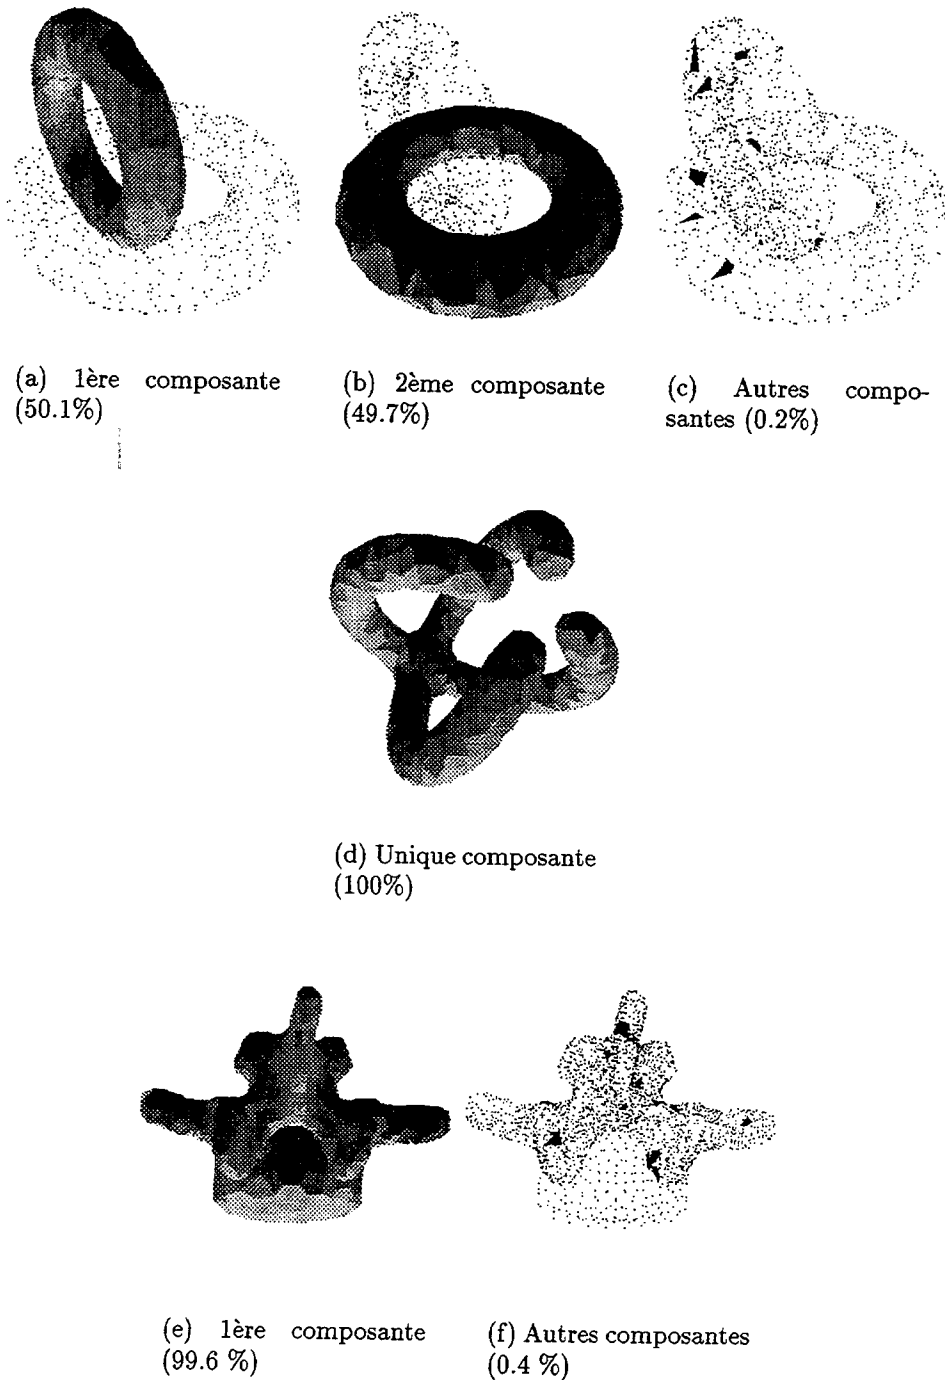 (a) 1ère composante
(50.1%)
(b) 2ème composante
(49.7%)
(c) Autres compo-
santes (0.2%)
(d) Unique composante
(100%)
(e) 1ère composante
(99.6 %)
(f) Autres composantes
(0.4 %)